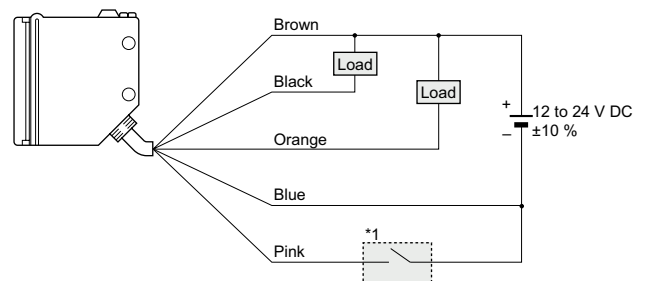 Brown
Load
Black
Load
+
12 to 24 V DC
–
±10 %
Orange
Blue
*1
Pink